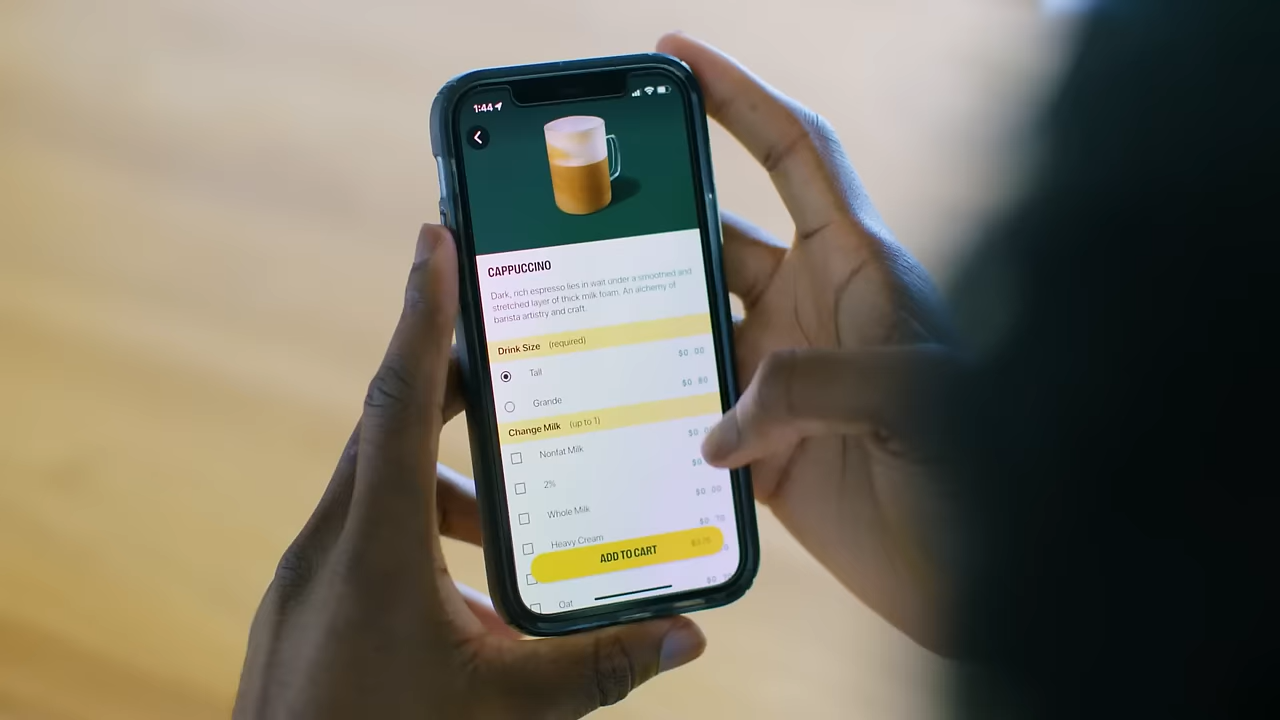 1:44
CAPPUCCINO
Dark, rich espresso lies in wait under a smoothed and
stretched layer of thick milk foam. An alchemy of
barista artistry and craft.
Drink Size (required)
Tall $0.00
Grande $0.80
Change Milk (up to 1)
Nonfat Milk
2%
Whole Milk $0.00
Heavy Cream $0.70
ADD TO CART
Oat